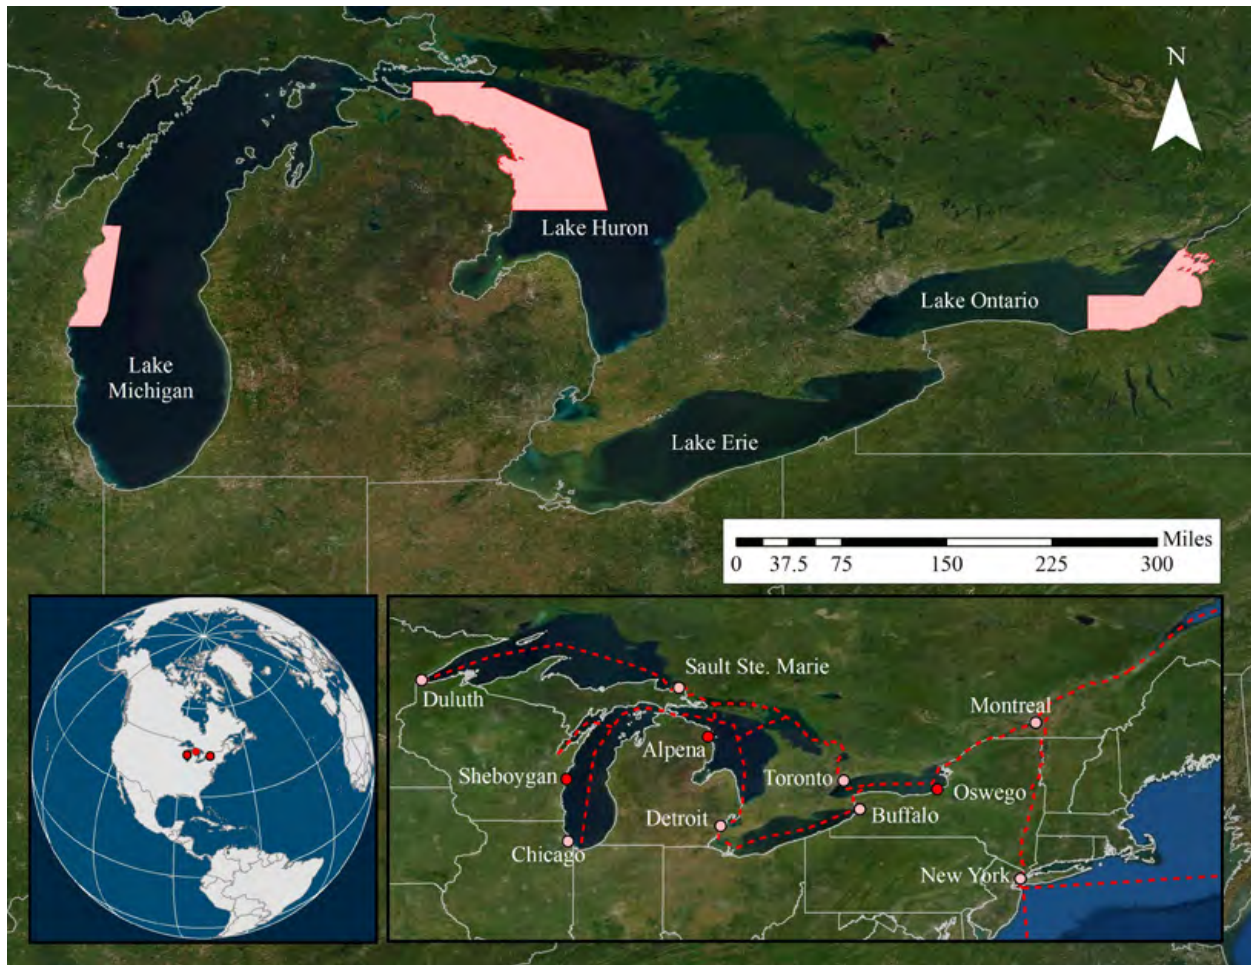 N
Lake Huron
Lake Ontario
Lake
Michigan
Lake Erie
Miles
0 37.5 75 150 225 300
Sault Ste. Marie
Duluth
Montreal
Alpena
Sheboygan
Toronto
Oswego
Detroit
Buffalo
Chicago
New York